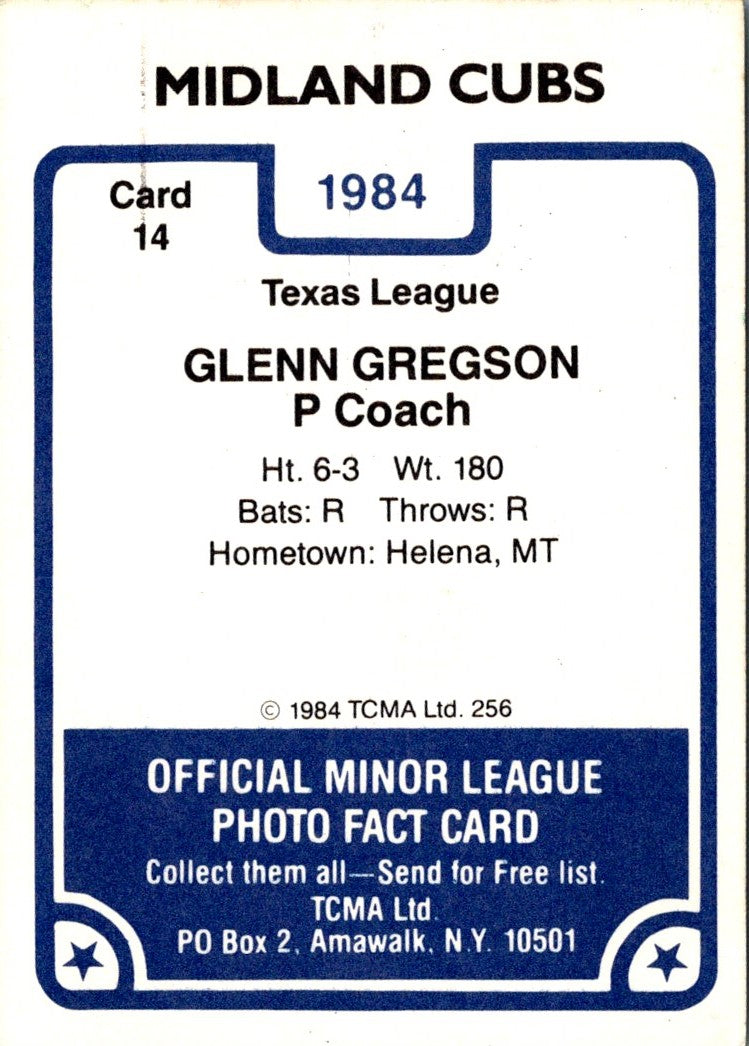 MIDLAND CUBS
1984
Card
14
Texas League
GLENN GREGSON
P Coach
Ht. 6-3 Wt. 180
Bats: R Throws: R
Hometown: Helena, MT
© 1984 TCMA Ltd. 256
OFFICIAL MINOR LEAGUE
PHOTO FACT CARD
Collect them all—Send for Free list.
TCMA Ltd.
PO Box 2, Amawalk, N.Y. 10501